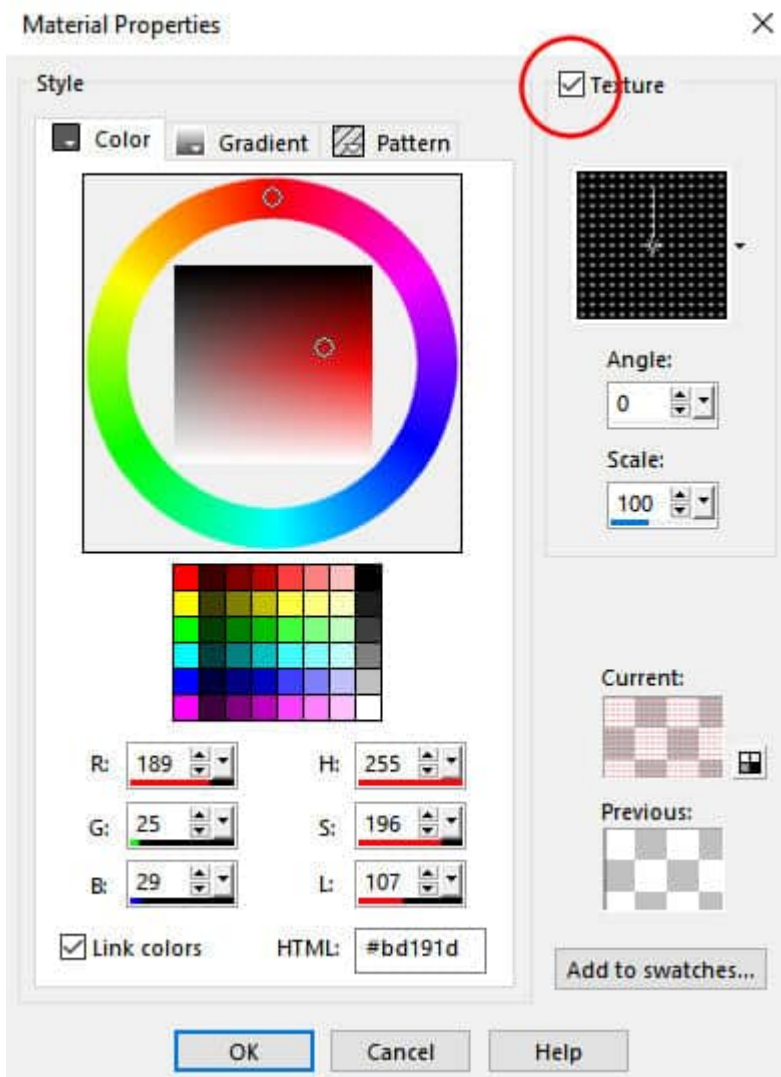 Material Properties
Style
Texture
Color Gradient Pattern
Angle:
0
Scale:
100
Current:
R: 189 H: 255
Previous:
G: 25 S: 196
B: 29 L: 107
Link colors HTML: #bd191d
Add to swatches...
OK Cancel Help